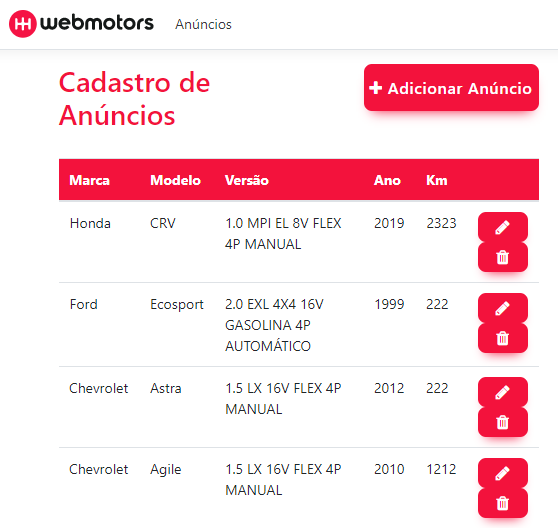 webmotors Anúncios
Cadastro de
Anúncios
Adicionar Anúncio
Marca Modelo Versão Ano Km
Honda CRV 1.0 MPI EL 8V FLEX 2019 2323
4P MANUAL
Ford Ecosport 2.0 EXL 4X4 16V 1999 222
GASOLINA 4P
AUTOMÁTICO
Chevrolet Astra 1.5 LX 16V FLEX 4P 2012 222
MANUAL
Chevrolet Agile 1.5 LX 16V FLEX 4P 2010 1212
MANUAL